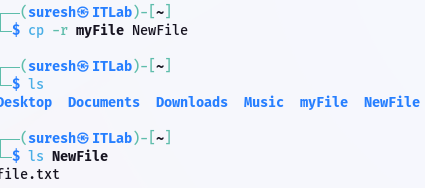 ┌──(suresh㉿ITLab)-[~]
└─$ cp -r myFile NewFile
┌──(suresh㉿ITLab)-[~]
└─$ ls
Desktop  Documents  Downloads  Music  myFile  NewFile
┌──(suresh㉿ITLab)-[~]
└─$ ls NewFile
file.txt